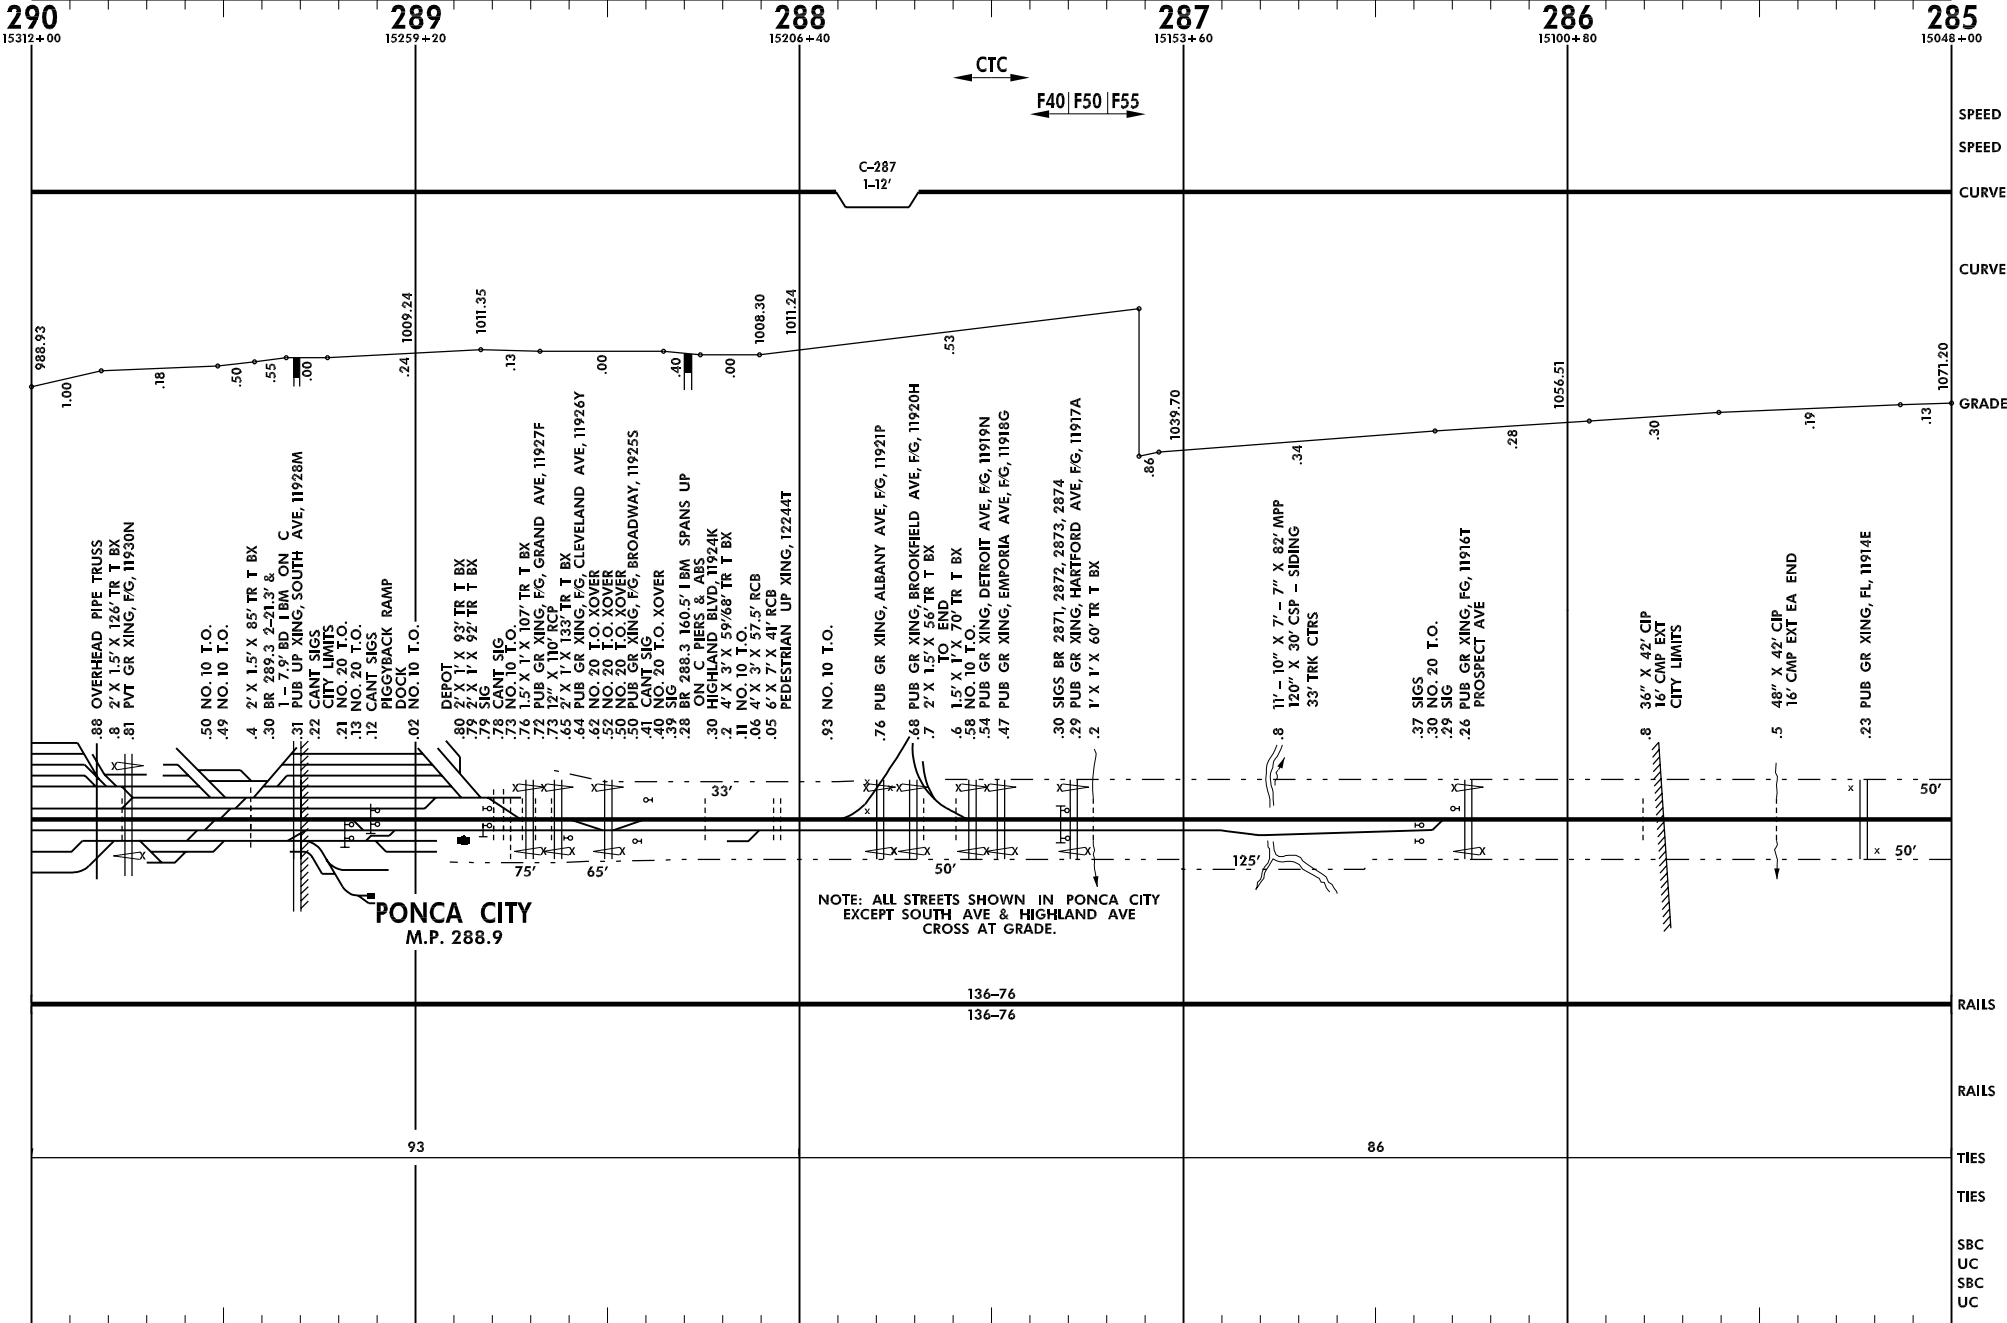 290 289 288 287 286 285
15312+00 15259+20 15206+40 15153+60 15100+80 15048+00
CTC
F40 F50 F55
SPEED
SPEED
C-287
1-12'
CURVE
CURVE
988.93
1009.24
1011.35
1008.30
1011.24
1039.70
1056.51
1071.20
1.00
.18
.50
.55
.00
.24
.13
.00
.40
.00
.53
.86
.34
.28
.30
.19
.13
GRADE
.88 OVERHEAD PIPE TRUSS
.8 2' X 1.5' X 126' TR T BX
.81 PVT GR XING, F/G, 11930N
.50 NO. 10 T.O.
.49 NO. 10 T.O.
.4 2' X 1.5' X 85' TR T BX
.30 BR 289.3 2-21.3' &
1 - 7.9' BD I BM ON C
.31 PUB UP XING, SOUTH AVE, 11928M
.22 CANT SIGS
CITY LIMITS
.21 NO. 20 T.O.
.13 NO. 20 T.O.
.12 CANT SIGS
PIGGYBACK RAMP
DOCK
.02 NO. 10 T.O.
DEPOT
.80 2' X 1' X 93' TR T BX
.79 2' X 1' X 92' TR T BX
.79 SIG
.78 CANT SIG
.73 NO. 10 T.O.
.76 1.5' X 1' X 107' TR T BX
.72 PUB GR XING, F/G, GRAND AVE, 11927F
.73 12" X 110' RCP
.65 2' X 1' X 133' TR T BX
.64 PUB GR XING, F/G, CLEVELAND AVE, 11926Y
.62 NO. 20 T.O. XOVER
.52 NO. 20 T.O. XOVER
.50 NO. 20 T.O. XOVER
.50 PUB GR XING, F/G, BROADWAY, 11925S
.41 CANT SIG
.40 NO. 20 T.O. XOVER
.39 SIG
.28 BR 288.3 160.5' I BM SPANS UP
ON C PIERS & ABS
.30 HIGHLAND BLVD, 11924K
.2 4' X 3' X 59'/68' TR T BX
.11 NO. 10 T.O.
.06 4' X 3' X 57.5' RCB
.05 6' X 7' X 41' RCB
PEDESTRIAN UP XING, 12244T
.93 NO. 10 T.O.
.76 PUB GR XING, ALBANY AVE, F/G, 11921P
.68 PUB GR XING, BROOKFIELD AVE, F/G, 11920H
.7 2' X 1.5' X 56' TR T BX
TO END
.6 1.5' X 1' X 70' TR T BX
.58 NO. 10 T.O.
.54 PUB GR XING, DETROIT AVE, F/G, 11919N
.47 PUB GR XING, EMPORIA AVE, F/G, 11918G
.30 SIGS BR 2871, 2872, 2873, 2874
.29 PUB GR XING, HARTFORD AVE, F/G, 11917A
.2 1' X 1' X 60' TR T BX
.8 11' - 10" X 7' - 7" X 82' MPP
120" X 30' CSP - SIDING
33' TRK CTRS
.37 SIGS
.30 NO. 20 T.O.
.29 SIG
.26 PUB GR XING, FG, 11916T
PROSPECT AVE
.8 36" X 42' CIP
16' CMP EXT
CITY LIMITS
.5 48" X 42' CIP
16' CMP EXT EA END
.23 PUB GR XING, FL, 11914E
33'
50'
75'
65'
50'
125'
50'
PONCA CITY
M.P. 288.9
NOTE: ALL STREETS SHOWN IN PONCA CITY
EXCEPT SOUTH AVE & HIGHLAND AVE
CROSS AT GRADE.
136-76
136-76
RAILS
RAILS
93
86
TIES
TIES
SBC
UC
SBC
UC